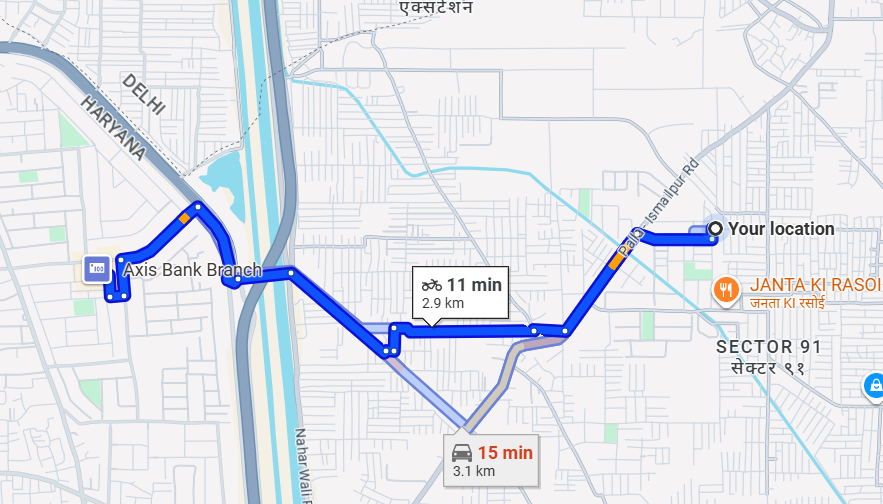 एक्सटेंशन
DELHI
HARYANA
Palla-Ismailpur Rd
Your location
Axis Bank Branch
11 min
2.9 km
JANTA KI RASOI
जनता KI रसोई
SECTOR 91
सेक्टर ९१
15 min
3.1 km
Nahar Wali